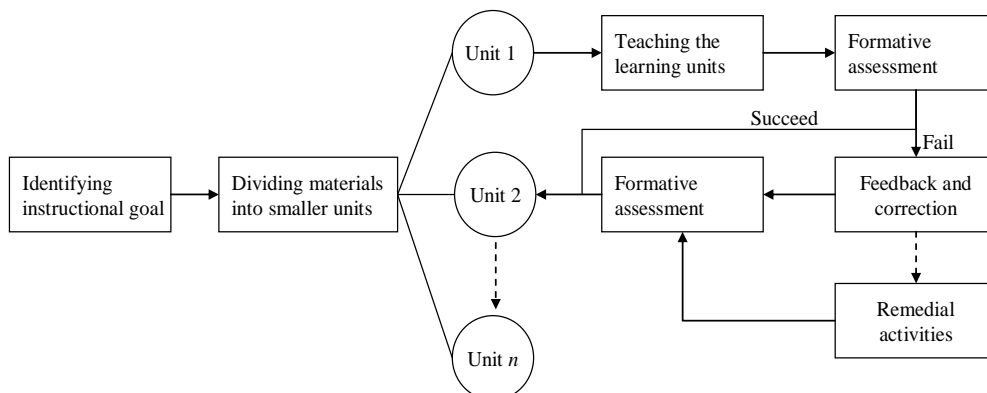 Unit 1
Teaching the
learning units
Formative
assessment
Succeed
Fail
Identifying
instructional goal
Dividing materials
into smaller units
Unit 2
Formative
assessment
Feedback and
correction
Unit n
Remedial
activities